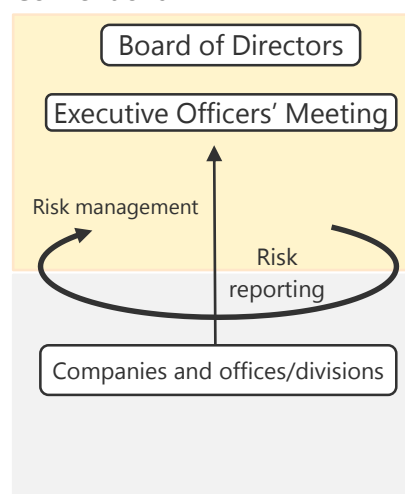 Board of Directors
Executive Officers’ Meeting
Risk management
Risk
reporting
Companies and offices/divisions